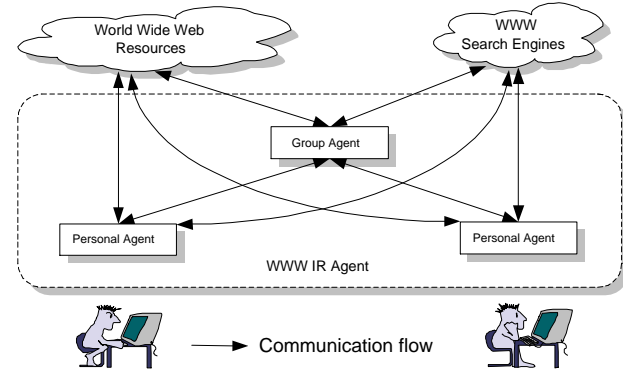 World Wide Web
Resources
WWW
Search Engines
Group Agent
Personal Agent
Personal Agent
WWW IR Agent
Communication flow